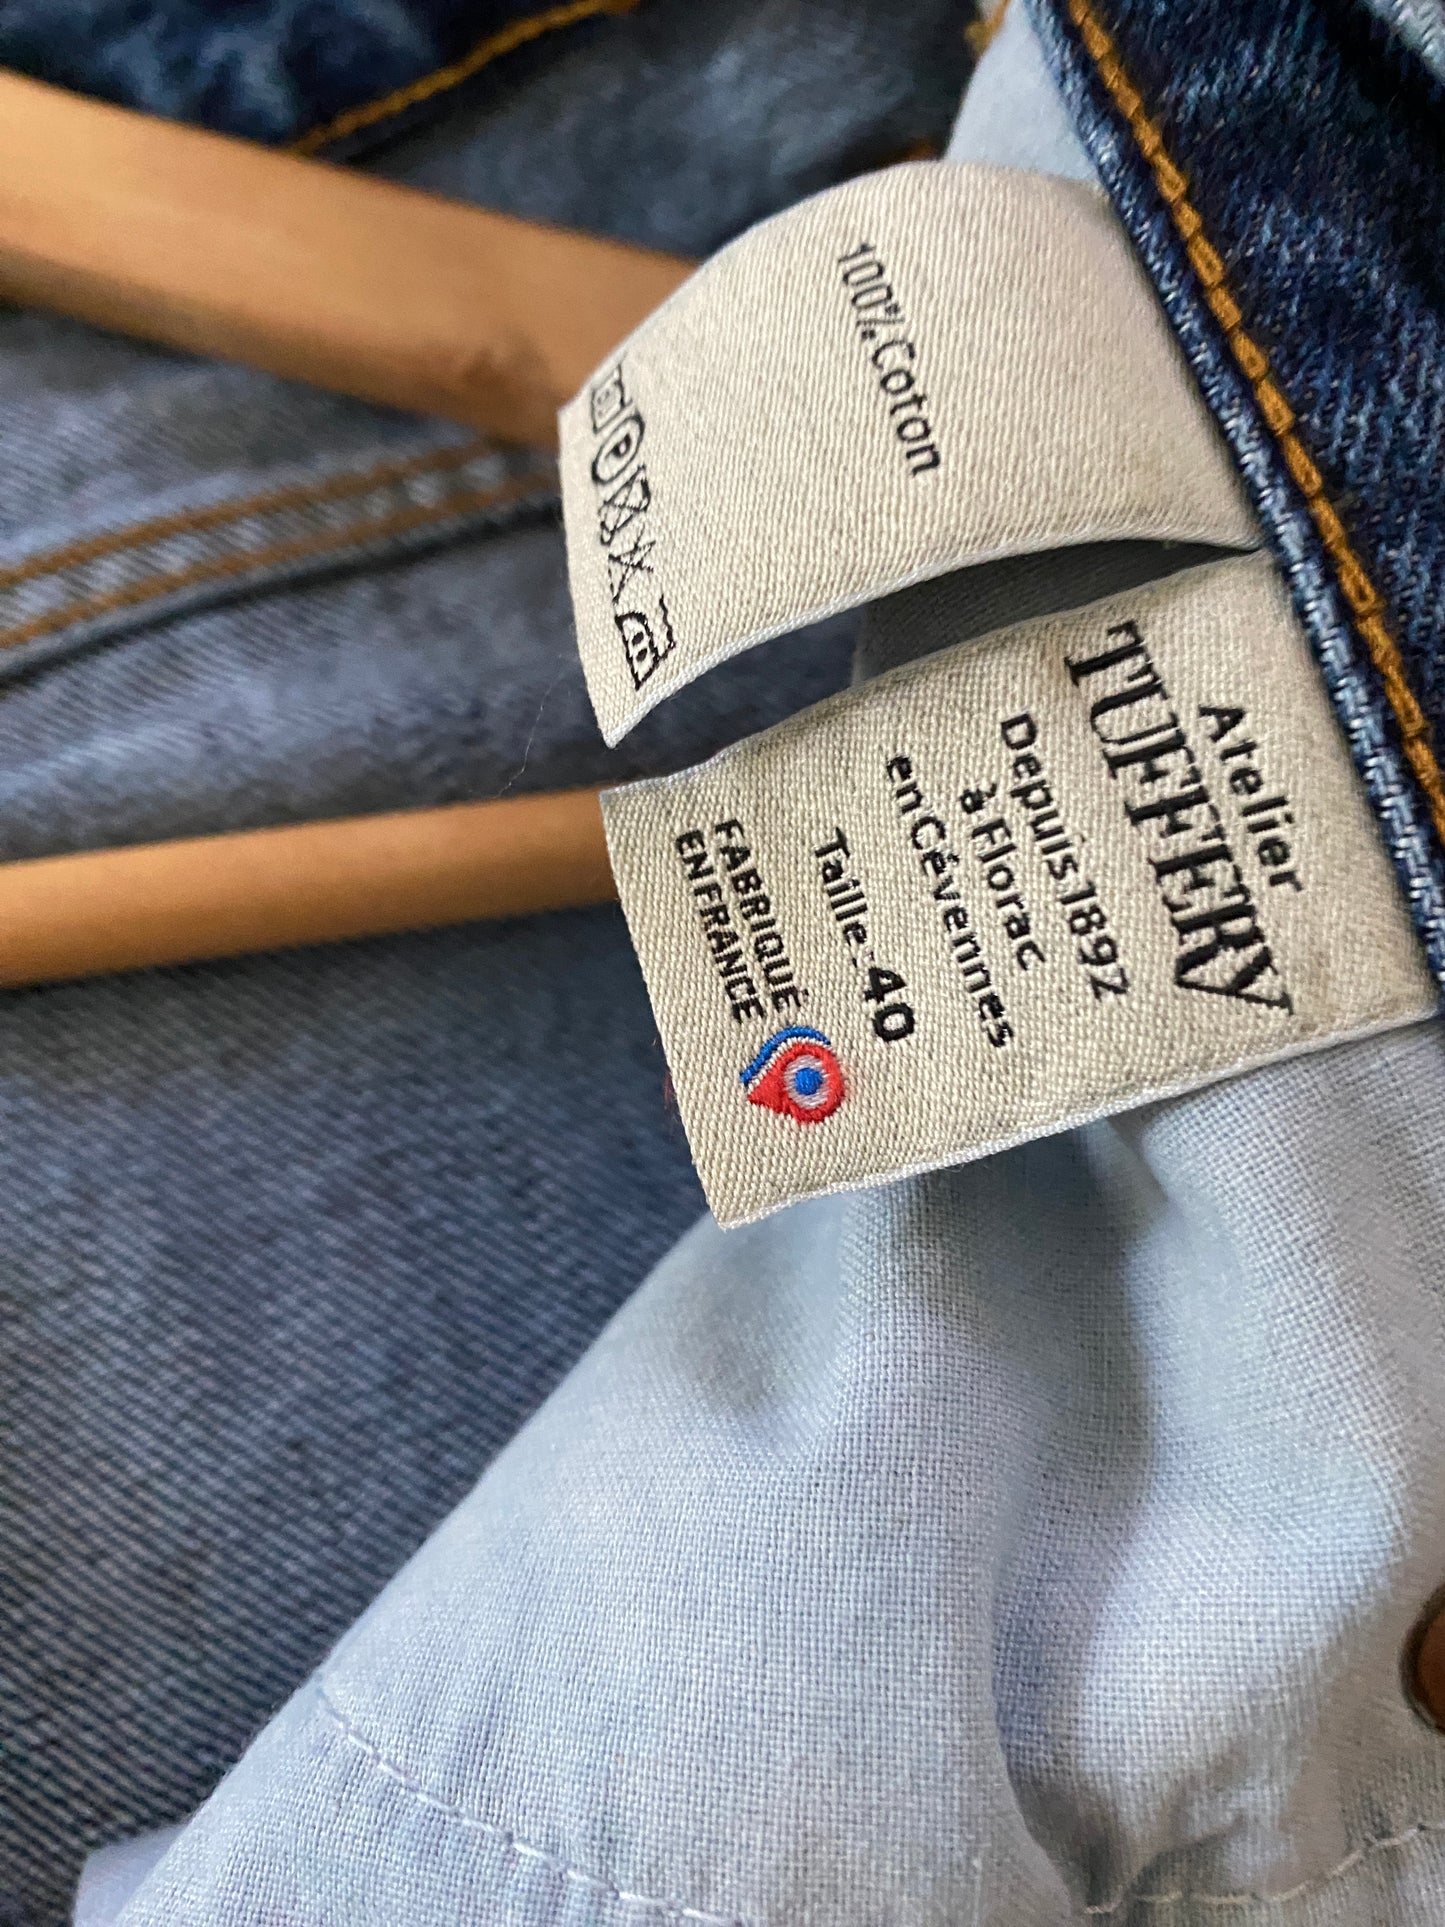 100% Coton
Atelier
TUFFERY
Depuis 1892
à Florac
en Cévennes
Taille - 40
FABRIQUÉ
EN FRANCE